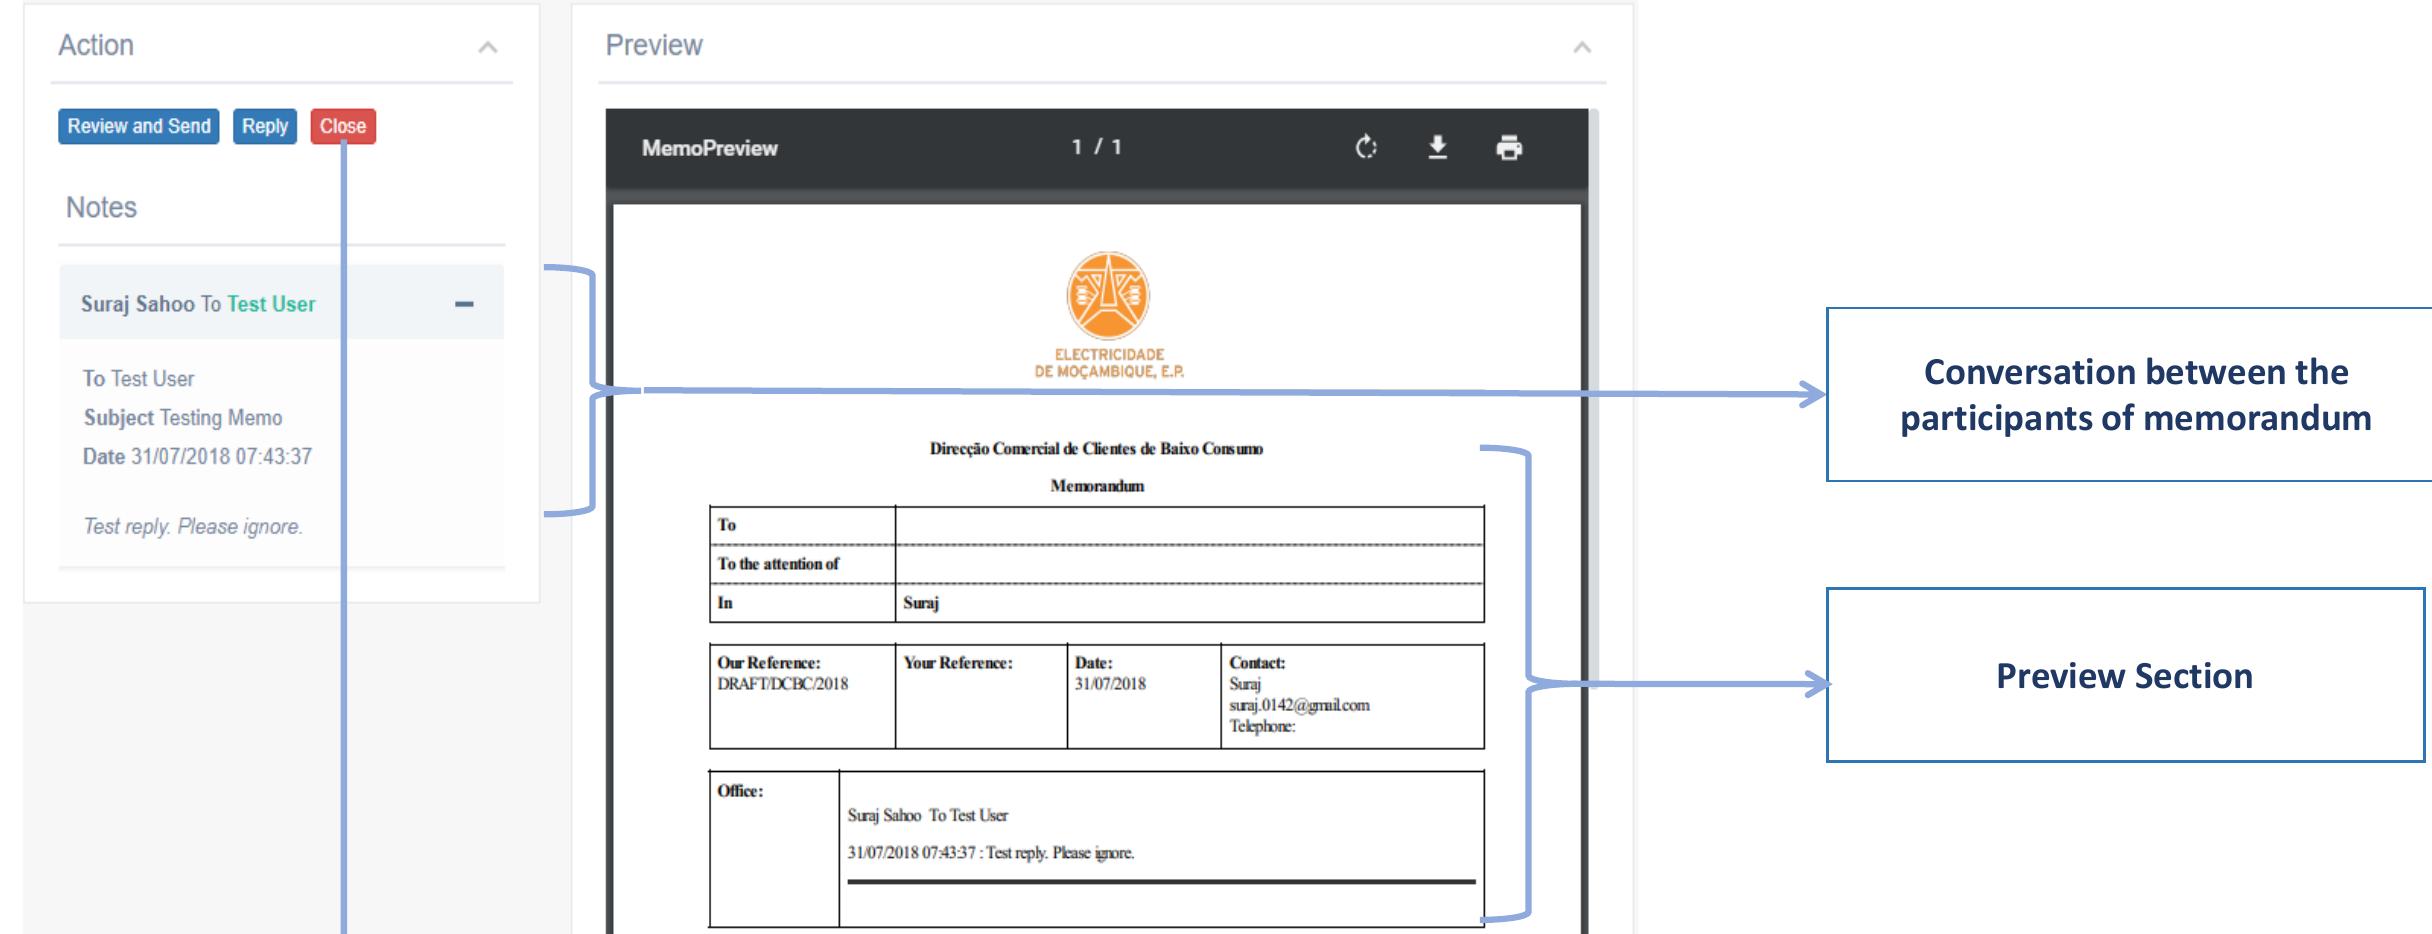 Action
Review and Send Reply Close
Notes
Suraj Sahoo To Test User
To Test User
Subject Testing Memo
Date 31/07/2018 07:43:37
Test reply. Please ignore.
Preview
MemoPreview 1 / 1
ELECTRICIDADE
DE MOÇAMBIQUE, E.P.
Direcção Comercial de Clientes de Baixo Consumo
Memorandum
To
To the attention of
In Suraj
Our Reference: Your Reference: Date: Contact:
DRAFT/DCBC/2018 31/07/2018 Suraj
suraj.0142@gmail.com
Telephone:
Office:
Suraj Sahoo To Test User
31/07/2018 07:43:37 : Test reply. Please ignore.
Conversation between the
participants of memorandum
Preview Section